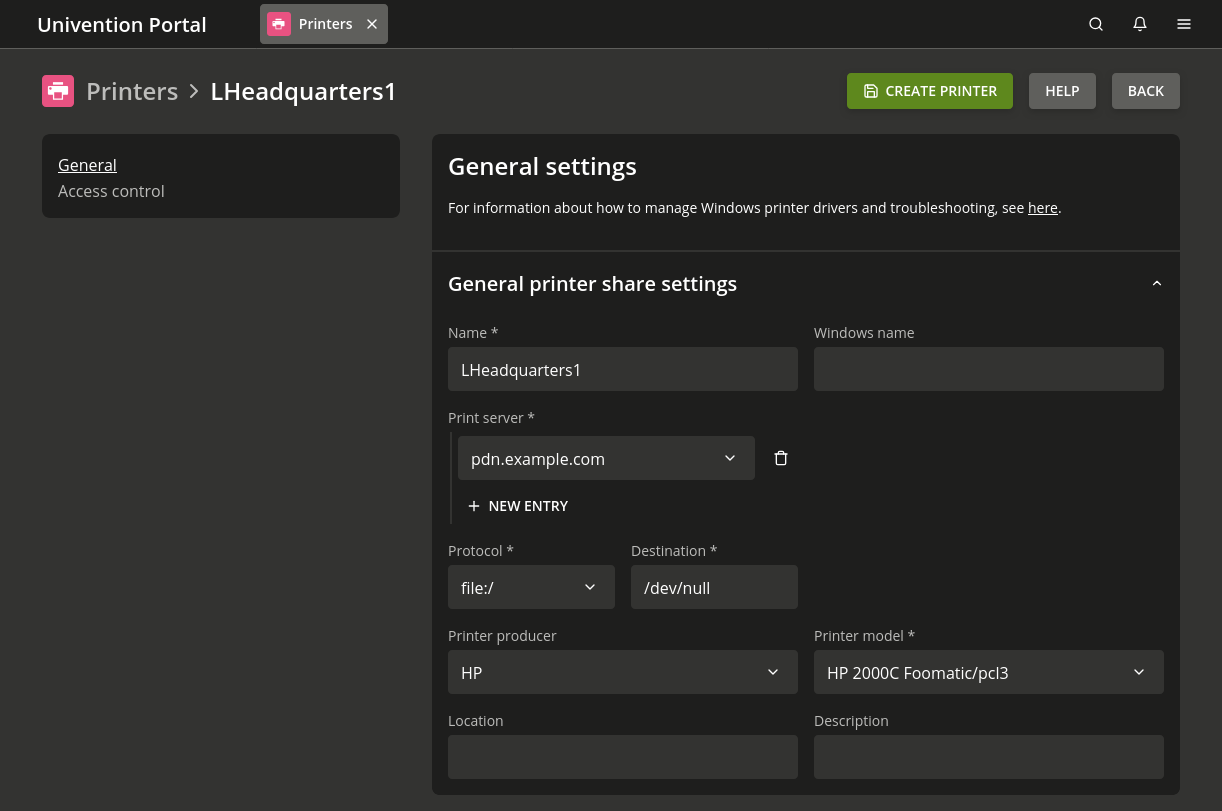 Univention Portal
Printers
Printers > LHeadquarters1
CREATE PRINTER
HELP
BACK
General
Access control
General settings
For information about how to manage Windows printer drivers and troubleshooting, see here.
General printer share settings
Name *
Windows name
LHeadquarters1
Print server *
pdn.example.com
NEW ENTRY
Protocol *
Destination *
file:/
/dev/null
Printer producer
Printer model *
HP
HP 2000C Foomatic/pcl3
Location
Description